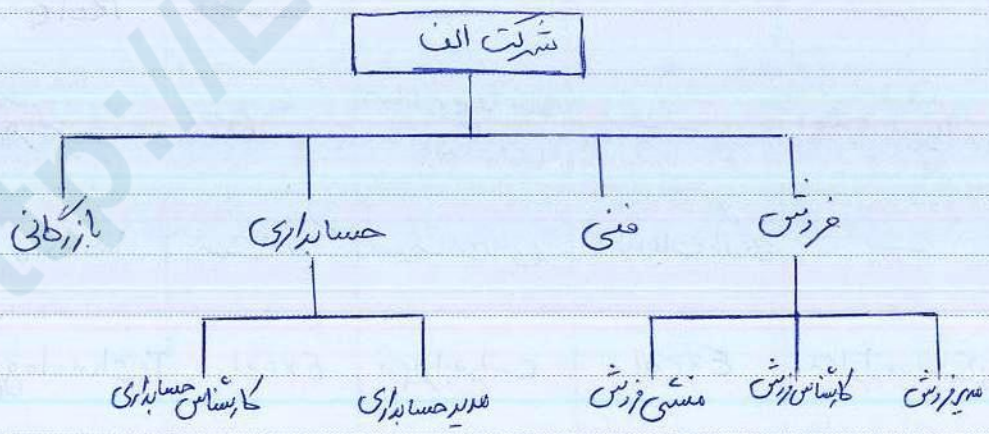 شرکت الف
فروش فنی حسابداری بازرگانی
مدیر فروش کارشناس فروش منشی فروش مدیر حسابداری کارشناس حسابداری